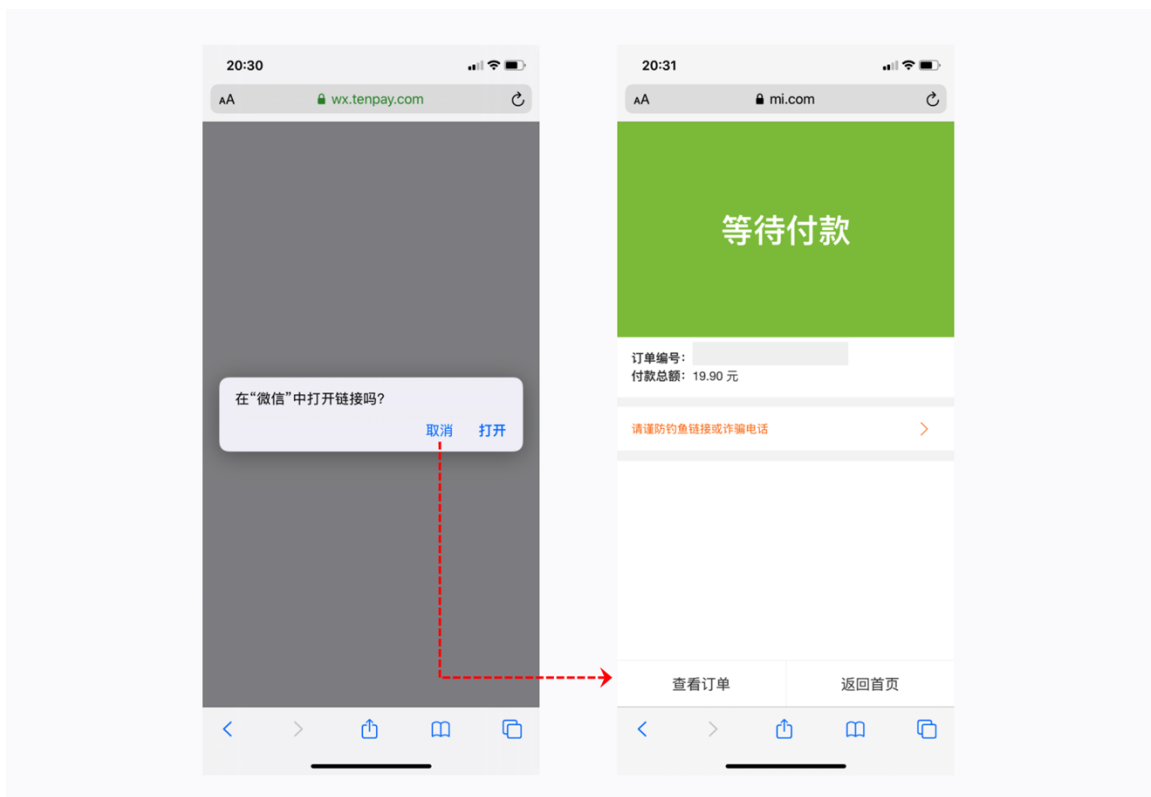 20:30
AA
wx.tenpay.com
在“微信”中打开链接吗?
取消
打开
20:31
AA
mi.com
等待付款
订单编号:
付款总额: 19.90 元
请谨防钓鱼链接或诈骗电话
查看订单
返回首页